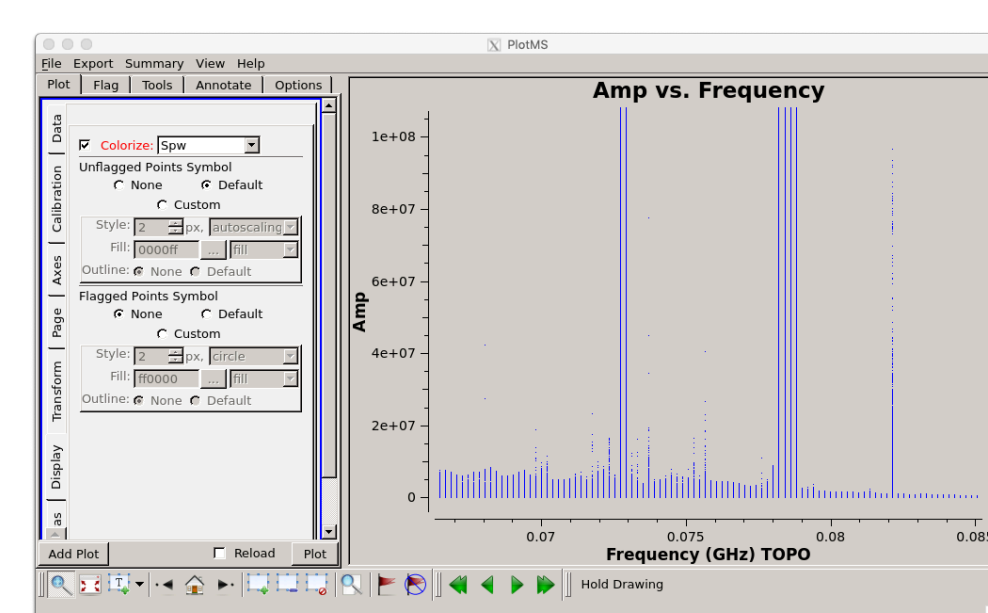 PlotMS
File Export Summary View Help
Plot Flag Tools Annotate Options
Data
Calibration
Axes
Page
Transform
Display
as
Colorize: Spw
Unflagged Points Symbol
None Default
Custom
Style: 2 px, autoscaling
Fill: 0000ff ... fill
Outline: None Default
Flagged Points Symbol
None Default
Custom
Style: 2 px, circle
Fill: ff0000 ... fill
Outline: None Default
Add Plot Reload Plot
Amp vs. Frequency
Amp
1e+08
8e+07
6e+07
4e+07
2e+07
0
0.07 0.075 0.08 0.085
Frequency (GHz) TOPO
T
Hold Drawing